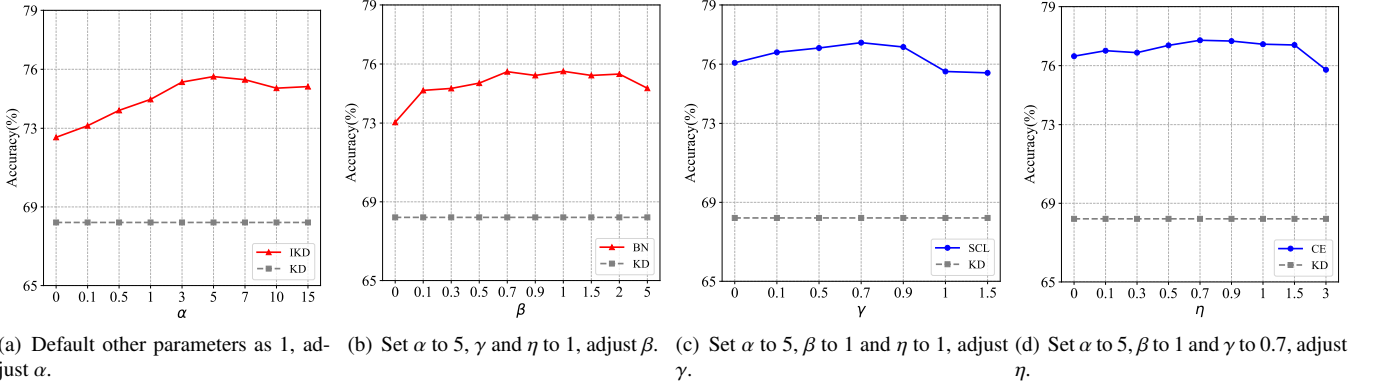 79
76
73
69
65
Accuracy(%)
0 0.1 0.5 1 3 5 7 10 15
α
IKD
KD
79
76
73
69
65
Accuracy(%)
0 0.1 0.3 0.5 0.7 0.9 1 1.5 2 5
β
BN
KD
79
76
73
69
65
Accuracy(%)
0 0.1 0.5 0.7 0.9 1 1.5
γ
SCL
KD
79
76
73
69
65
Accuracy(%)
0 0.1 0.3 0.5 0.7 0.9 1 1.5 3
η
CE
KD
(a) Default other parameters as 1, ad-
just α.
(b) Set α to 5, γ and η to 1, adjust β.
(c) Set α to 5, β to 1 and η to 1, adjust
γ.
(d) Set α to 5, β to 1 and γ to 0.7, adjust
η.